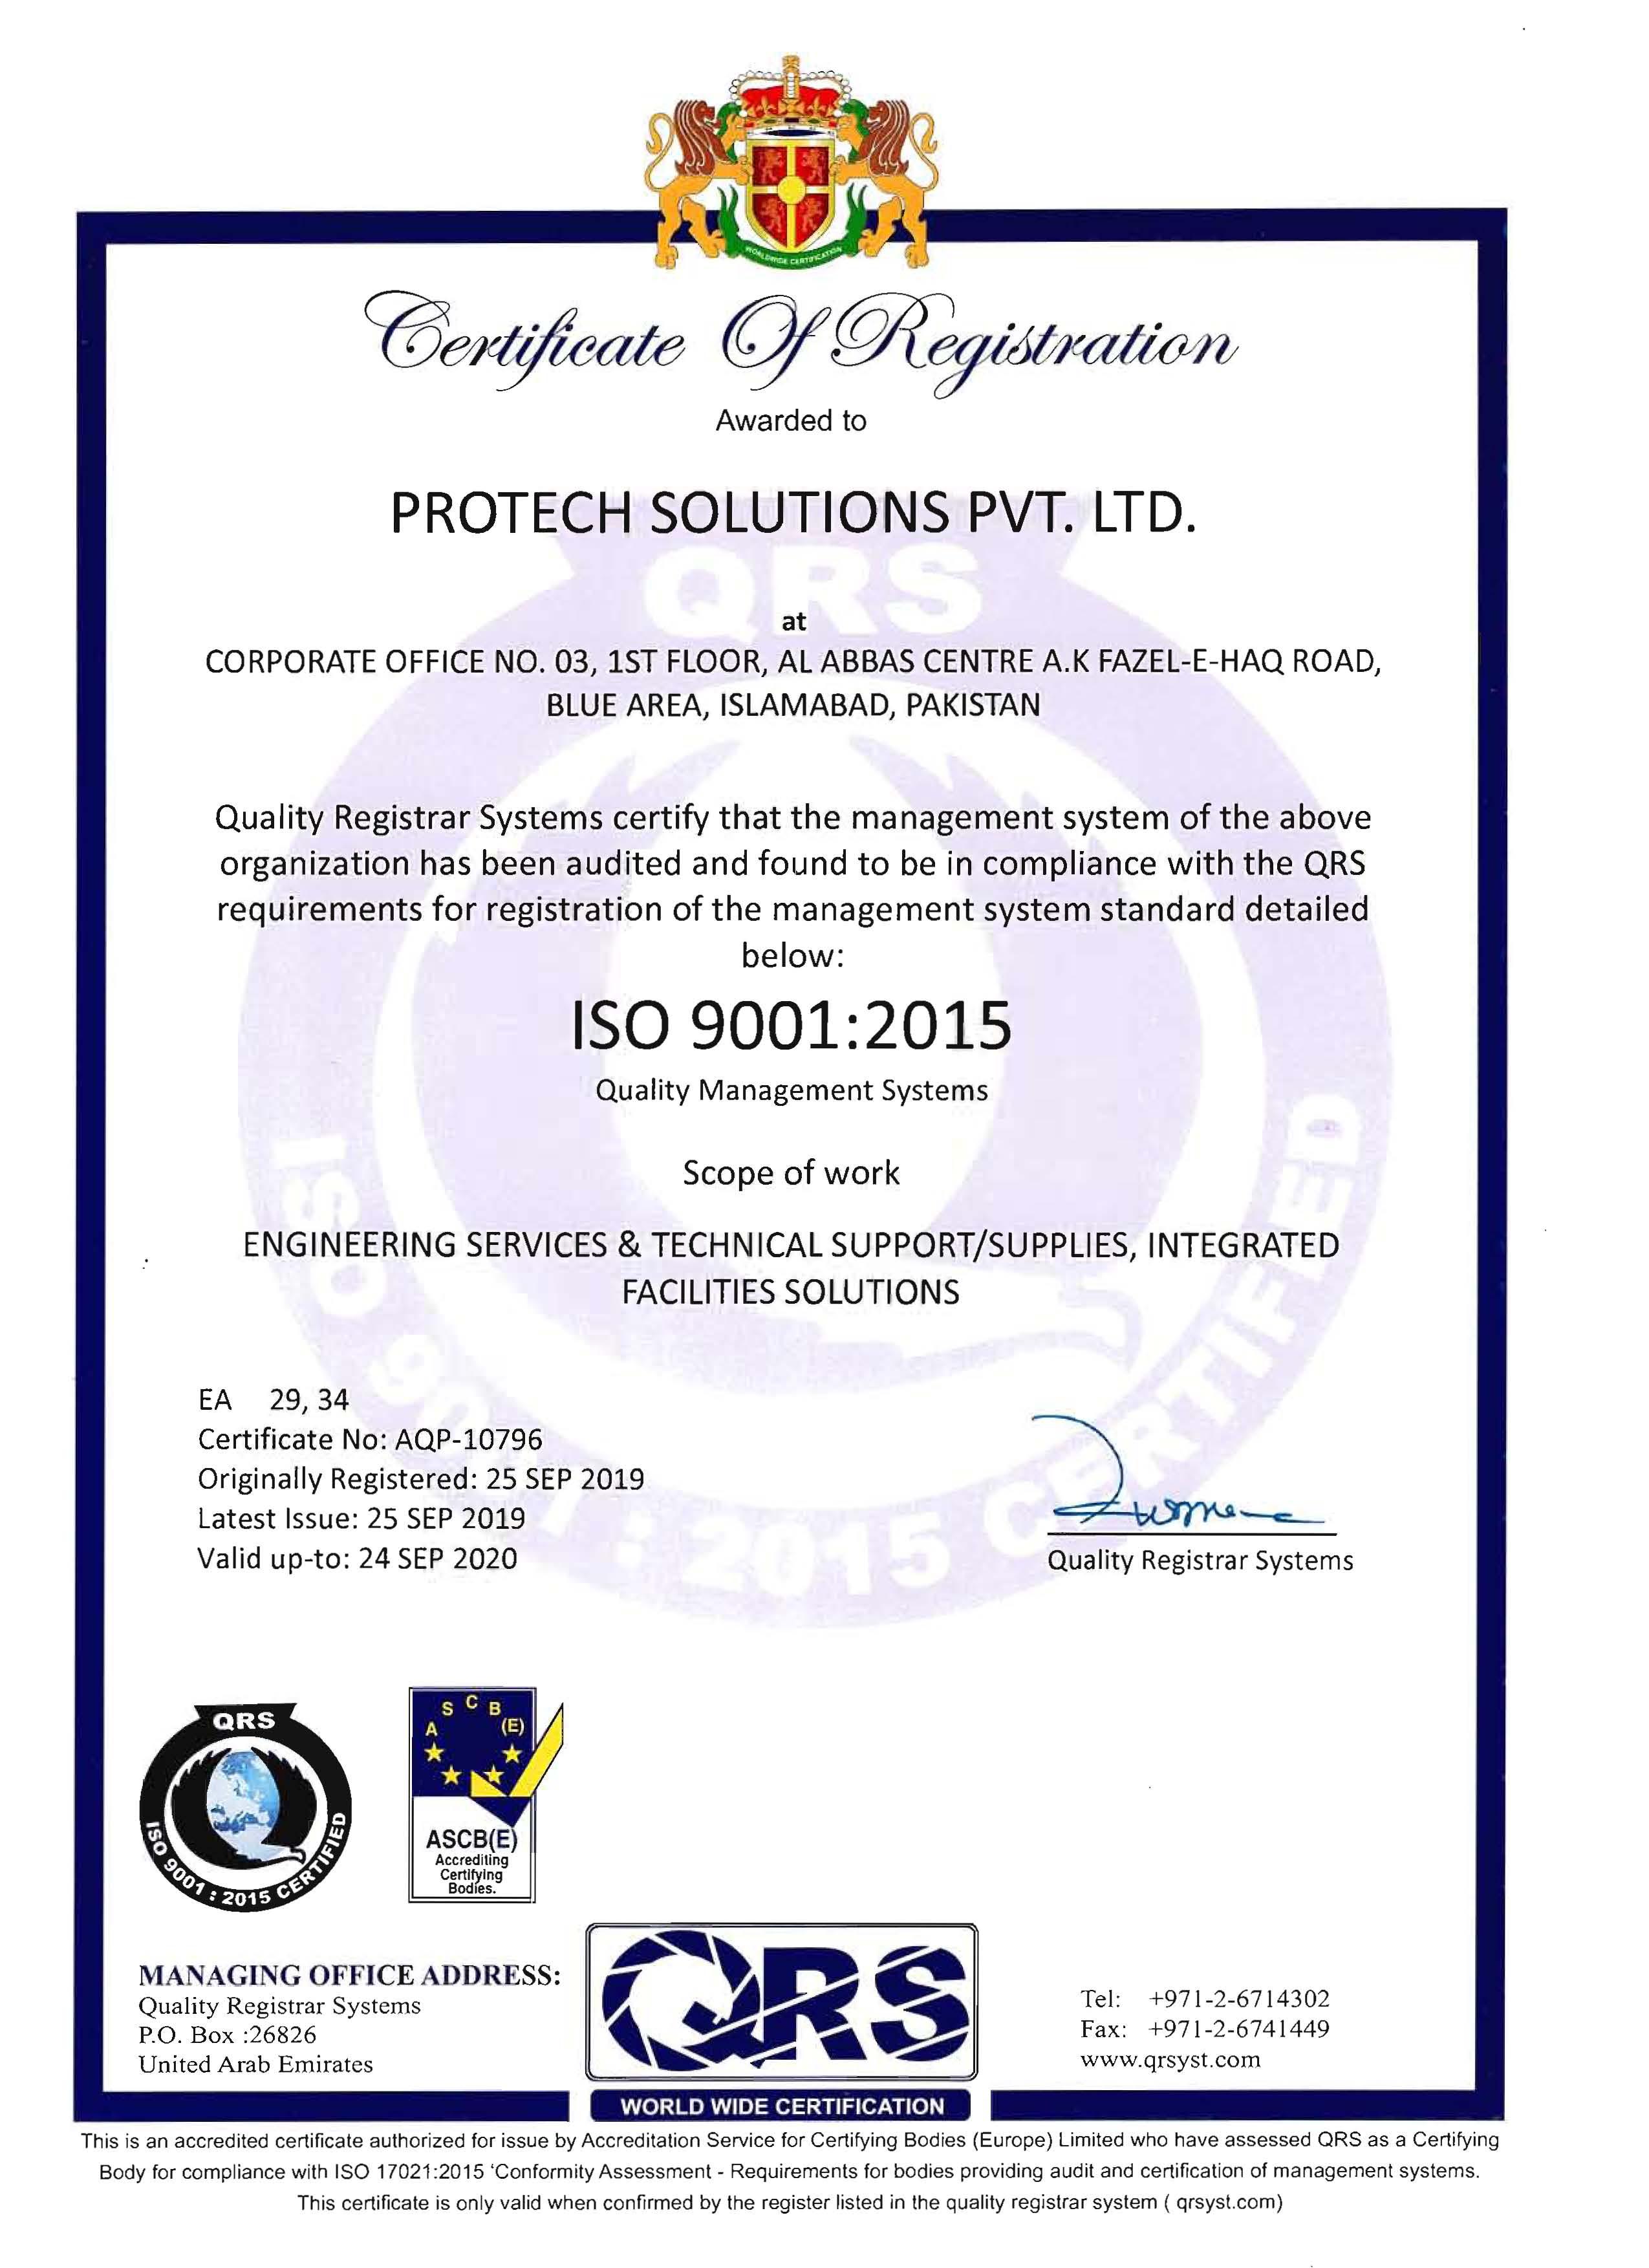 WORLDWIDE CERTIFICATION
Certificate Of Registration
Awarded to
PROTECH SOLUTIONS PVT. LTD.
QRS
at
CORPORATE OFFICE NO. 03, 1ST FLOOR, AL ABBAS CENTRE A.K FAZEL-E-HAQ ROAD,
BLUE AREA, ISLAMABAD, PAKISTAN
Quality Registrar Systems certify that the management system of the above
organization has been audited and found to be in compliance with the QRS
requirements for registration of the management system standard detailed
below:
ISO 9001:2015
Quality Management Systems
Scope of work
ENGINEERING SERVICES & TECHNICAL SUPPORT/SUPPLIES, INTEGRATED
FACILITIES SOLUTIONS
ISO 9001 : 2015 CERTIFIED
EA 29, 34
Certificate No: AQP-10796
Originally Registered: 25 SEP 2019
Latest Issue: 25 SEP 2019
Valid up-to: 24 SEP 2020
Quality Registrar Systems
QRS
ISO 9001 : 2015 CERTIFIED
A S C B (E)
ASCB(E)
Accrediting
Certifying
Bodies.
MANAGING OFFICE ADDRESS:
Quality Registrar Systems
P.O. Box :26826
United Arab Emirates
QRS
WORLD WIDE CERTIFICATION
Tel: +971-2-6714302
Fax: +971-2-6741449
www.qrsyst.com
This is an accredited certificate authorized for issue by Accreditation Service for Certifying Bodies (Europe) Limited who have assessed QRS as a Certifying
Body for compliance with ISO 17021:2015 ‘Conformity Assessment - Requirements for bodies providing audit and certification of management systems.
This certificate is only valid when confirmed by the register listed in the quality registrar system ( qrsyst.com)